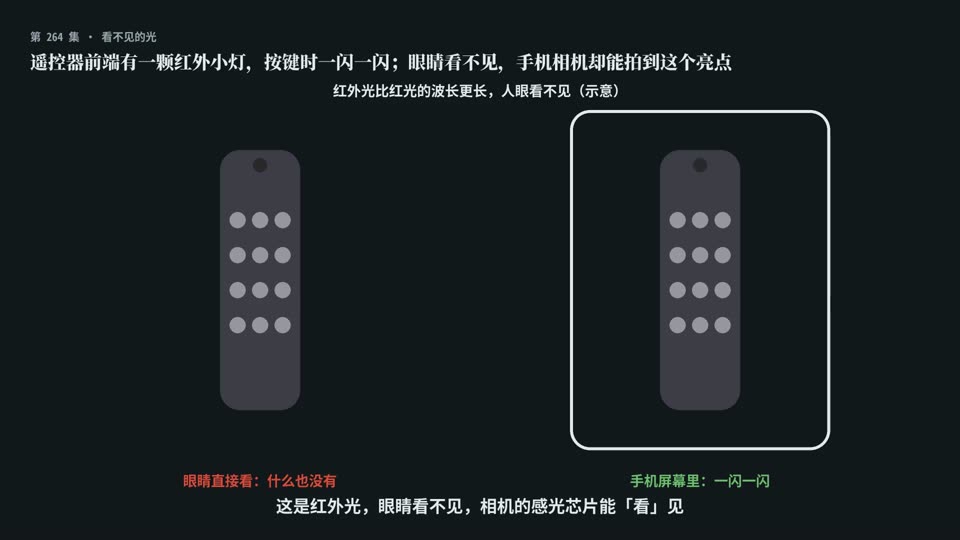 第 264 集 · 看不见的光
遥控器前端有一颗红外小灯，按键时一闪一闪；眼睛看不见，手机相机却能拍到这个亮点
红外光比红光的波长更长，人眼看不见（示意）
眼睛直接看：什么也没有
手机屏幕里：一闪一闪
这是红外光，眼睛看不见，相机的感光芯片能「看」见